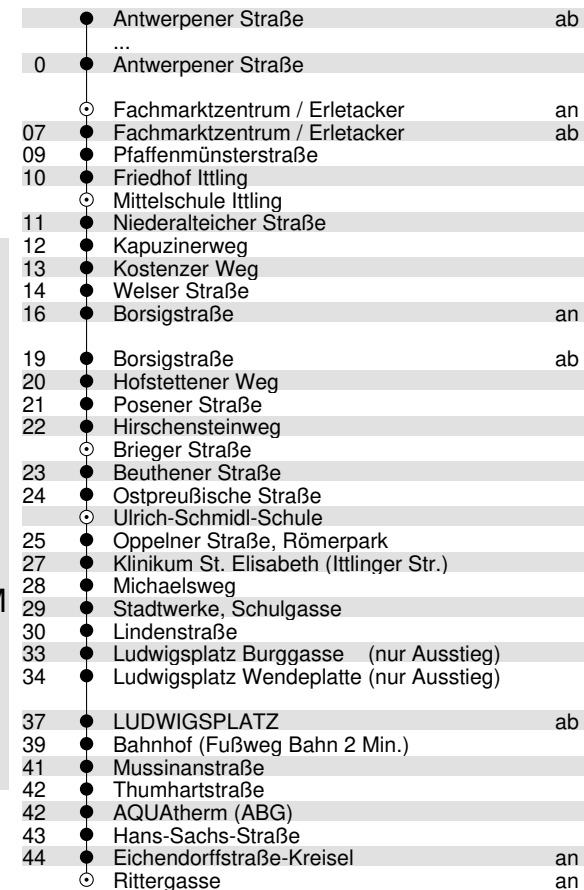 Antwerpener Straße ab
...
0 Antwerpener Straße
Fachmarktzentrum / Erletacker an
07 Fachmarktzentrum / Erletacker ab
09 Pfaffenmünsterstraße
10 Friedhof Ittling
Mittelschule Ittling
11 Niederalteicher Straße
12 Kapuzinerweg
13 Kostenzer Weg
14 Welser Straße
16 Borsigstraße an
19 Borsigstraße ab
20 Hofstettener Weg
21 Posener Straße
22 Hirschensteinweg
Brieger Straße
23 Beuthener Straße
24 Ostpreußische Straße
Ulrich-Schmidl-Schule
25 Oppelner Straße, Römerpark
27 Klinikum St. Elisabeth (Ittlinger Str.)
28 Michaelsweg
29 Stadtwerke, Schulgasse
30 Lindenstraße
33 Ludwigsplatz Burggasse (nur Ausstieg)
34 Ludwigsplatz Wendeplatte (nur Ausstieg)
37 LUDWIGSPLATZ ab
39 Bahnhof (Fußweg Bahn 2 Min.)
41 Mussinanstraße
42 Thumhartstraße
42 AQUAtherm (ABG)
43 Hans-Sachs-Straße
44 Eichendorffstraße-Kreisel an
Rittergasse an